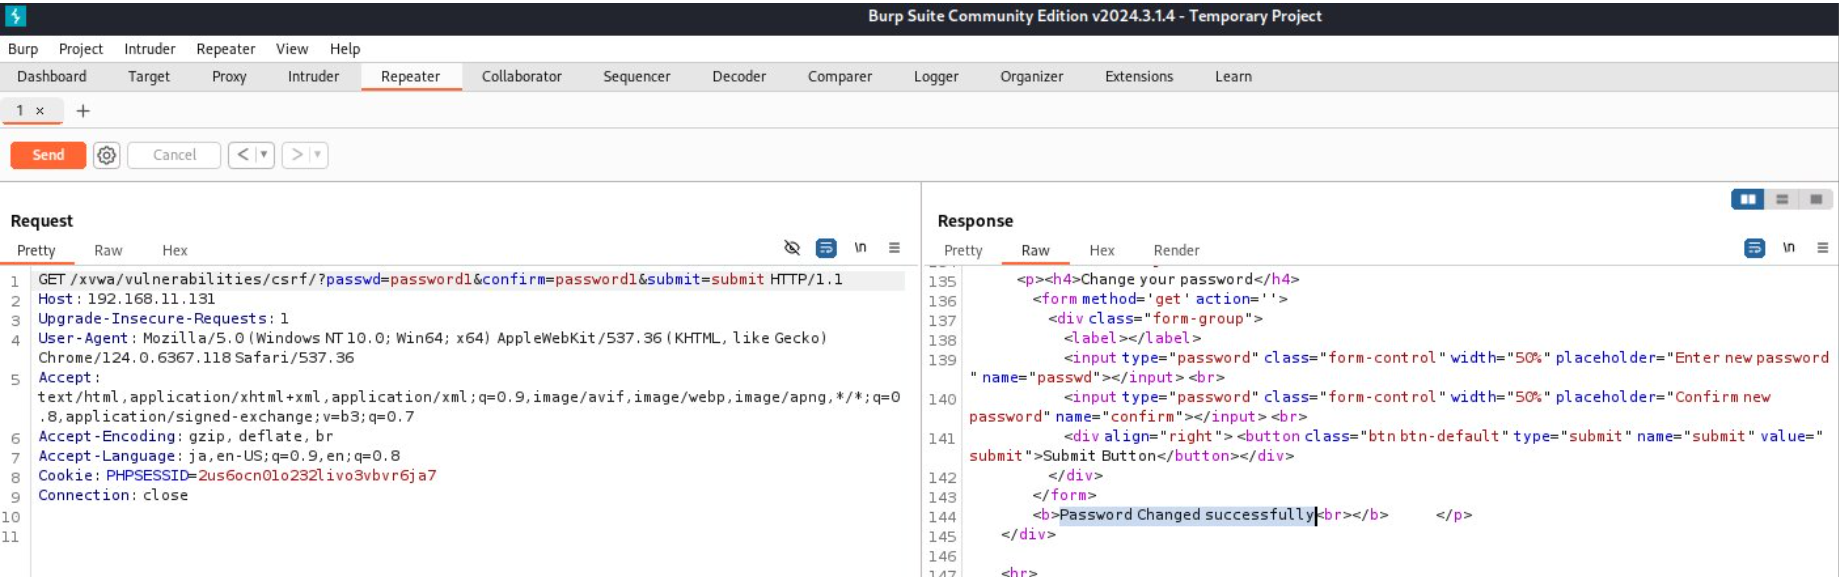 Burp Suite Community Edition v2024.3.1.4 - Temporary Project
Burp Project Intruder Repeater View Help
Dashboard Target Proxy Intruder Repeater Collaborator Sequencer Decoder Comparer Logger Organizer Extensions Learn
1 × +
Send Cancel < >
Request
Pretty Raw Hex \n
1 GET /xvwa/vulnerabilities/csrf/?passwd=password1&confirm=password1&submit=submit HTTP/1.1
2 Host: 192.168.11.131
3 Upgrade-Insecure-Requests: 1
4 User-Agent: Mozilla/5.0 (Windows NT 10.0; Win64; x64) AppleWebKit/537.36 (KHTML, like Gecko)
Chrome/124.0.6367.118 Safari/537.36
5 Accept:
text/html,application/xhtml+xml,application/xml;q=0.9,image/avif,image/webp,image/apng,*/*;q=0
.8,application/signed-exchange;v=b3;q=0.7
6 Accept-Encoding: gzip, deflate, br
7 Accept-Language: ja,en-US;q=0.9,en;q=0.8
8 Cookie: PHPSESSID=2us6ocn01o232livo3vbvr6ja7
9 Connection: close
10
11
Response
Pretty Raw Hex Render \n
135 <p><h4>Change your password</h4>
136 <form method='get' action=''>
137 <div class="form-group">
138 <label></label>
139 <input type="password" class="form-control" width="50%" placeholder="Enter new password
" name="passwd"></input> <br>
140 <input type="password" class="form-control" width="50%" placeholder="Confirm new
password" name="confirm"></input> <br>
141 <div align="right"> <button class="btn btn-default" type="submit" name="submit" value="
submit">Submit Button</button></div>
142 </div>
143 </form>
144 <b>Password Changed successfully<br></b> </p>
145 </div>
146
147 <hr>